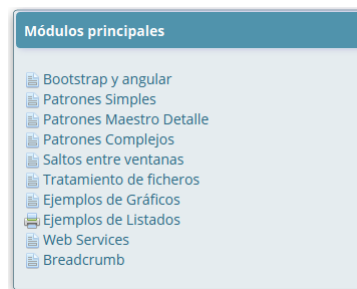 Módulos principales
Bootstrap y angular
Patrones Simples
Patrones Maestro Detalle
Patrones Complejos
Saltos entre ventanas
Tratamiento de ficheros
Ejemplos de Gráficos
Ejemplos de Listados
Web Services
Breadcrumb